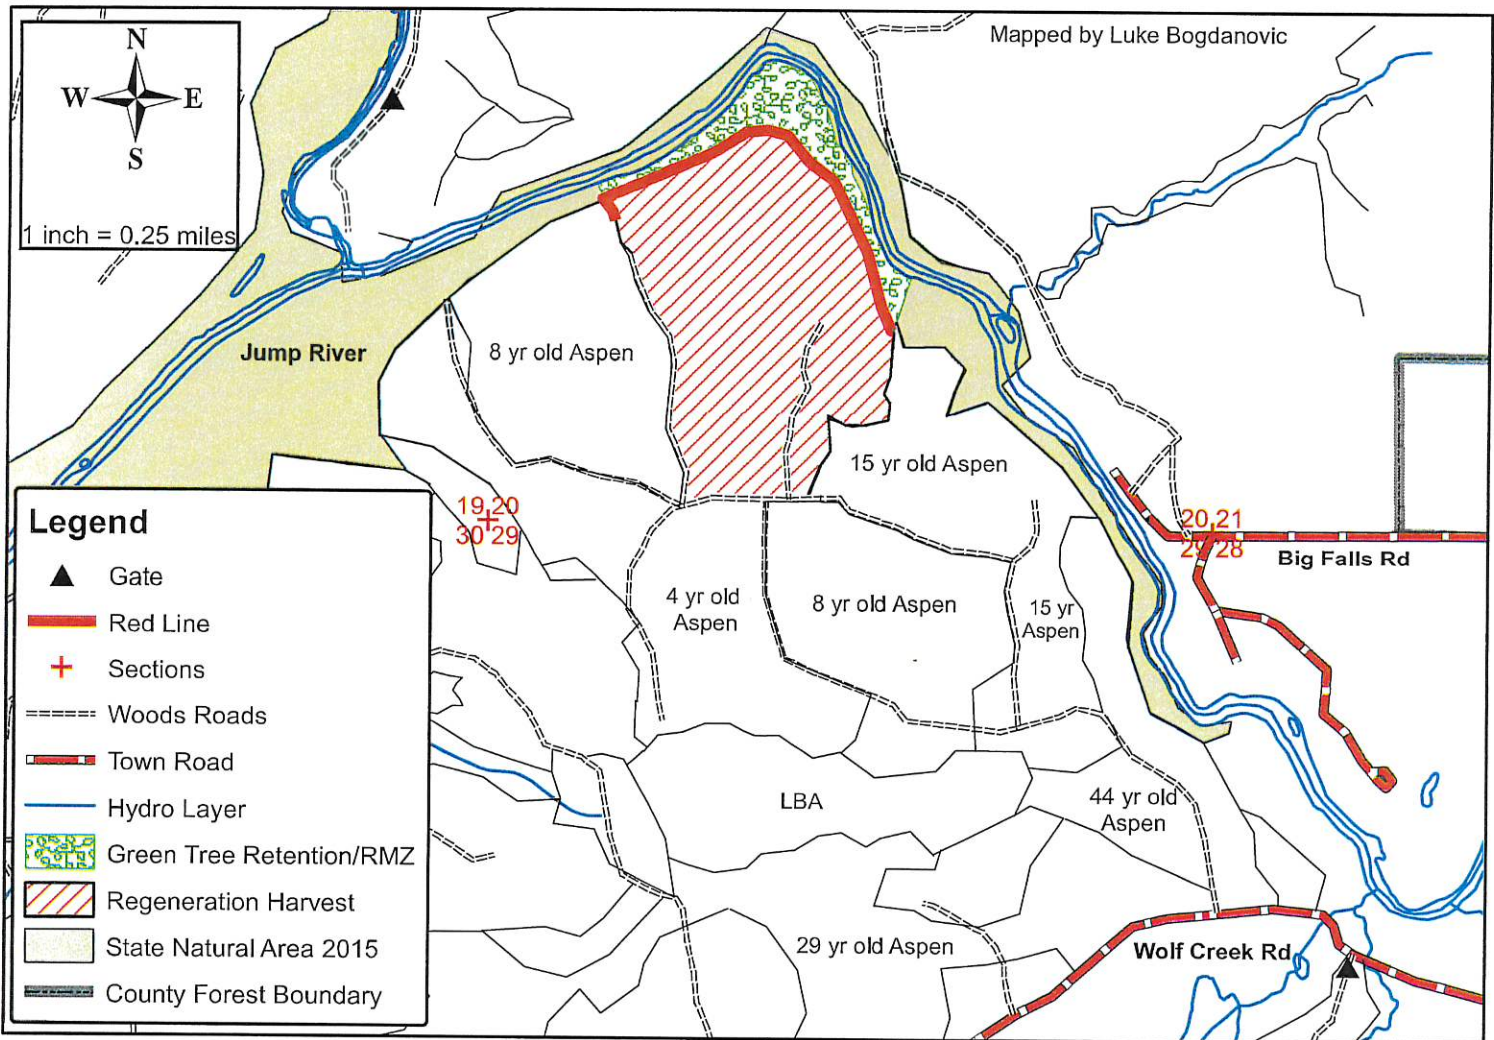 Mapped by Luke Bogdanovic
N
W E
S
1 inch = 0.25 miles
Jump River
8 yr old Aspen
15 yr old Aspen
19 20
30 29
20 21
29 28
Big Falls Rd
4 yr old
Aspen
8 yr old Aspen
15 yr
Aspen
LBA
44 yr old
Aspen
29 yr old Aspen
Wolf Creek Rd
Legend
Gate
Red Line
Sections
Woods Roads
Town Road
Hydro Layer
Green Tree Retention/RMZ
Regeneration Harvest
State Natural Area 2015
County Forest Boundary